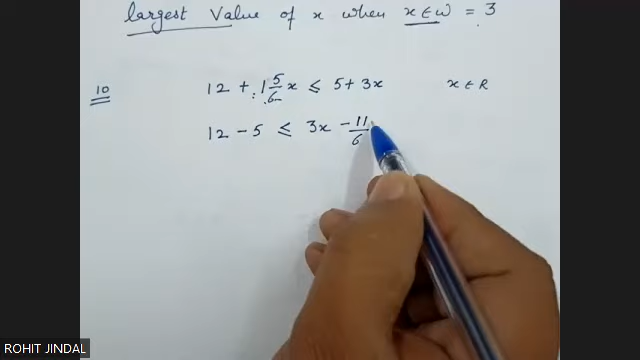 largest Value of x when x ∈ W = 3
10 12 + 1 5/6 x ≤ 5 + 3x x ∈ R
12 - 5 ≤ 3x - 11/6
ROHIT JINDAL